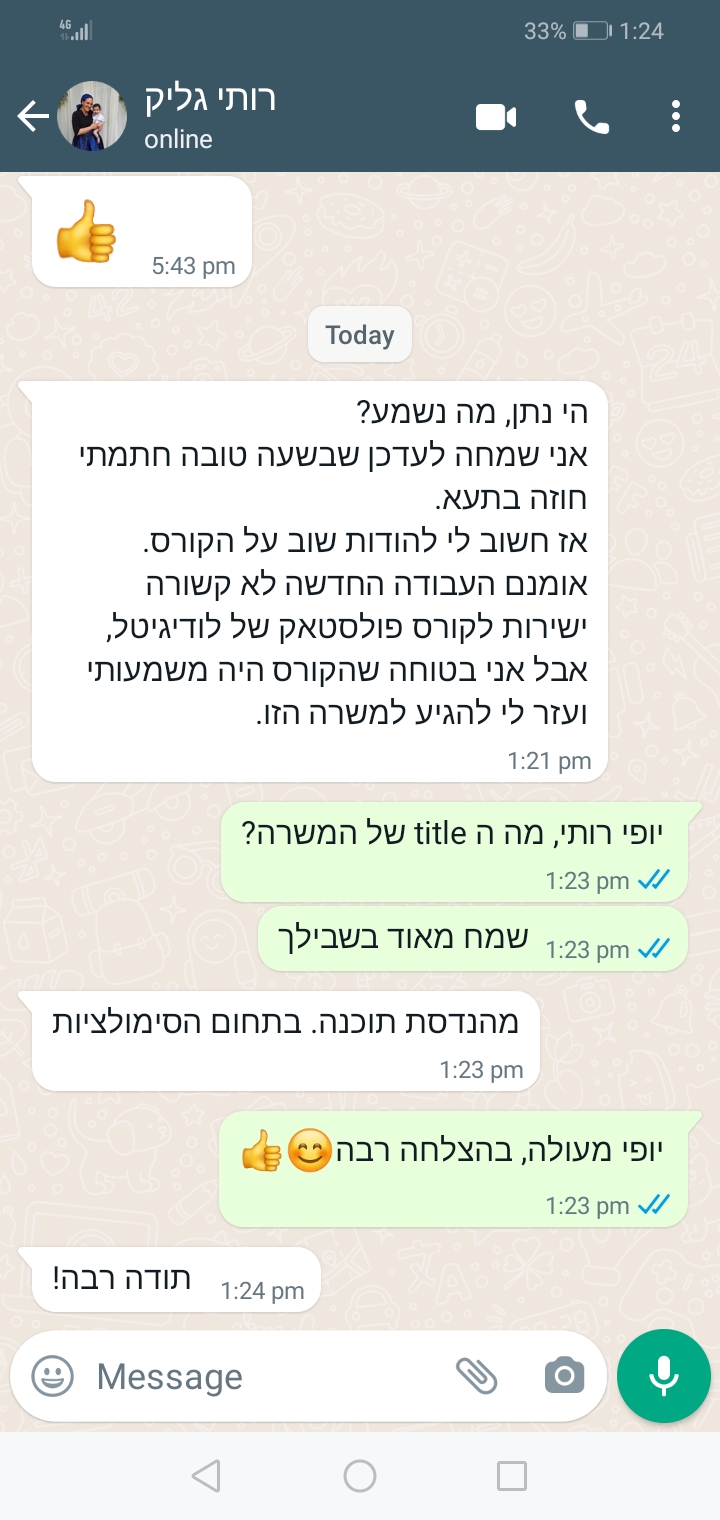 4G
33% 1:24
רותי גליק
online
👍
5:43 pm
Today
הי נתן, מה נשמע?
אני שמחה לעדכן שבשעה טובה חתמתי
חוזה בתעא.
אז חשוב לי להודות שוב על הקורס.
אומנם העבודה החדשה לא קשורה
ישירות לקורס פולסטאק של לודיגיטל,
אבל אני בטוחה שהקורס היה משמעותי
ועזר לי להגיע למשרה הזו.
1:21 pm
יופי רותי, מה ה title של המשרה?
1:23 pm
שמח מאוד בשבילך
1:23 pm
מהנדסת תוכנה. בתחום הסימולציות
1:23 pm
יופי מעולה, בהצלחה רבה😊👍
1:23 pm
תודה רבה!
1:24 pm
Message